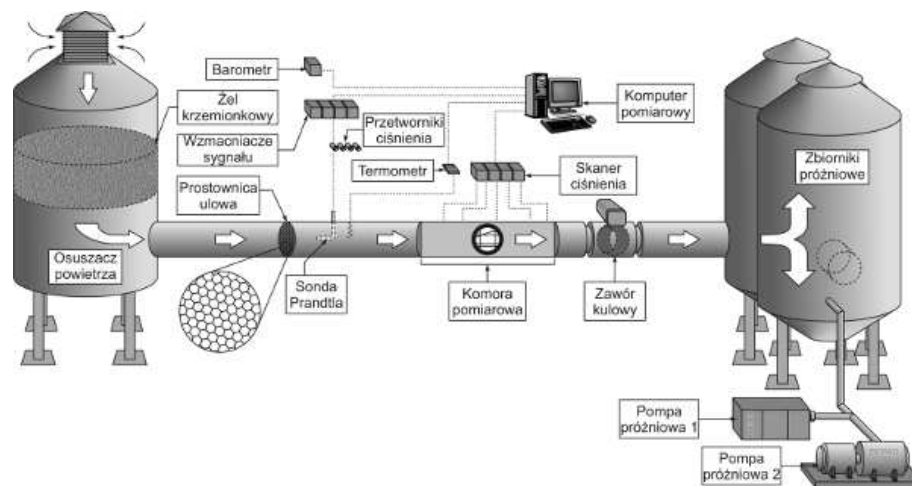 Barometr
Żel
krzemionkowy
Wzmacniacze
sygnału
Przetworniki
ciśnienia
Komputer
pomiarowy
Termometr
Skaner
ciśnienia
Zbiorniki
próżniowe
Prostownica
ulowa
Osuszacz
powietrza
Sonda
Prandtla
Komora
pomiarowa
Zawór
kulowy
Pompa
próżniowa 1
Pompa
próżniowa 2